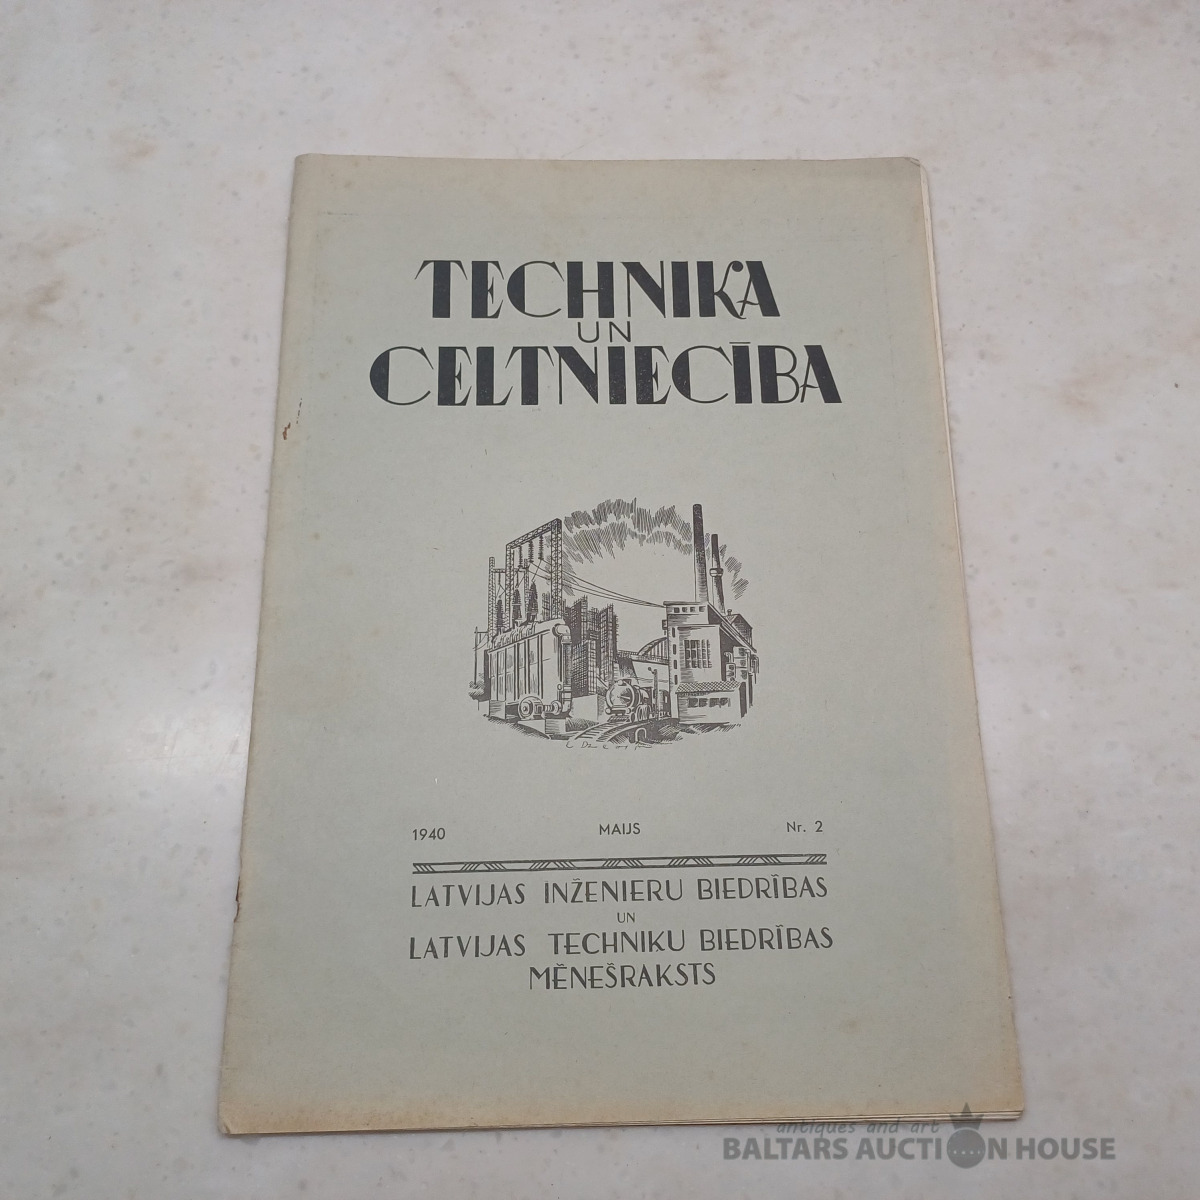 TECHNIKA
UN
CELTNIECĪBA
1940 MAIJS Nr. 2
LATVIJAS INŽENIERU BIEDRĪBAS
UN
LATVIJAS TECHNIKU BIEDRĪBAS
MĒNEŠRAKSTS
antiques and art
BALTARS AUCTION HOUSE